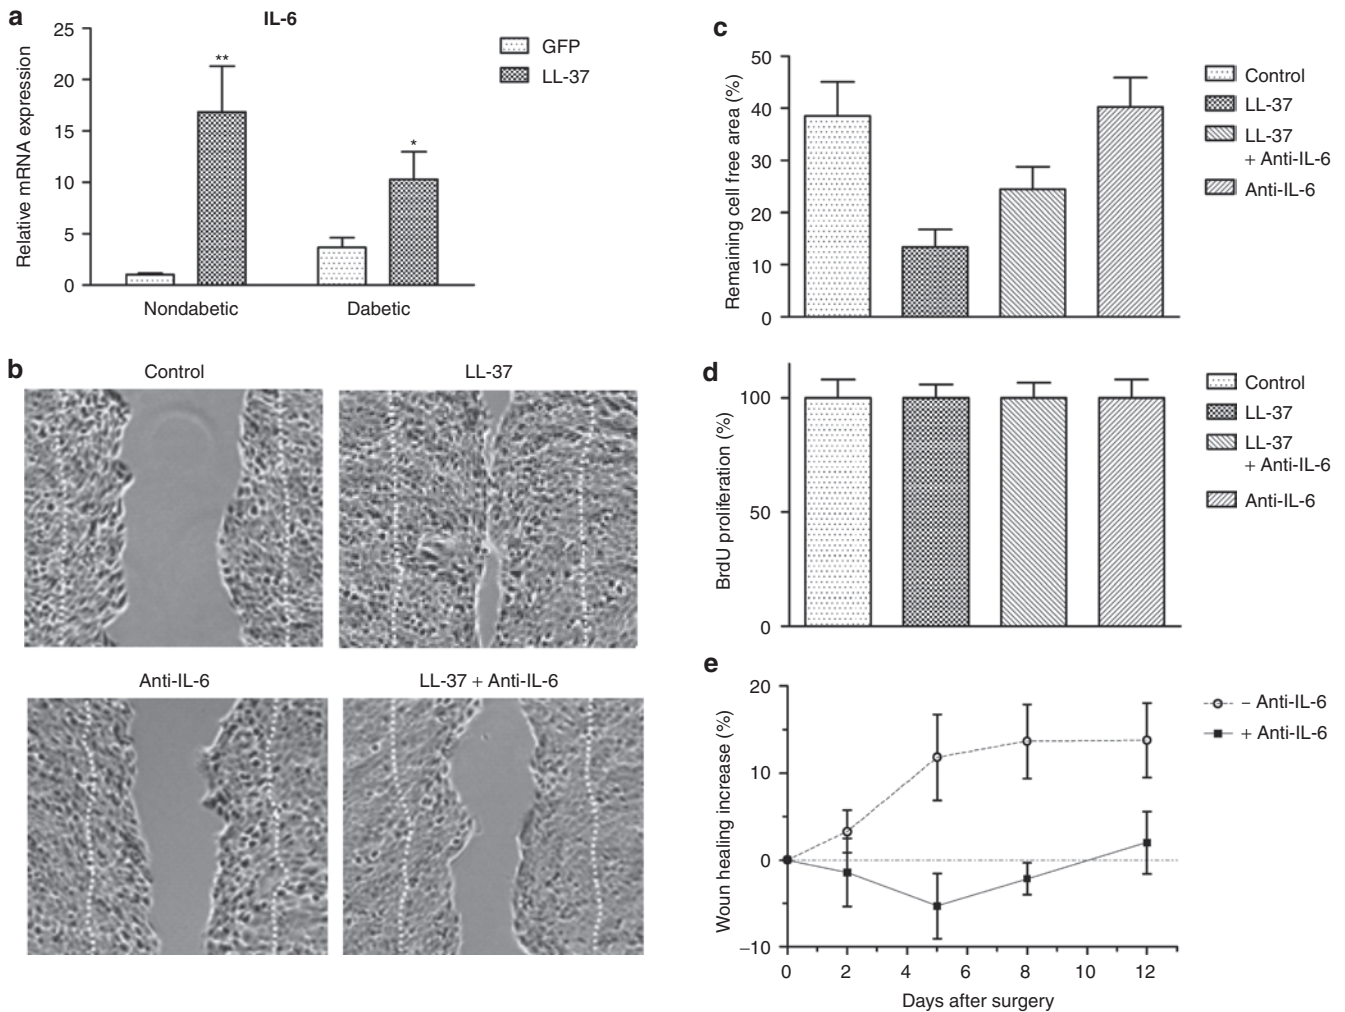 a
IL-6
25
20
15
10
5
0
Relative mRNA expression
**
*
Nondabetic
Dabetic
GFP
LL-37
b
Control
LL-37
Anti-IL-6
LL-37 + Anti-IL-6
c
50
40
30
20
10
0
Remaining cell free area (%)
Control
LL-37
LL-37
+ Anti-IL-6
Anti-IL-6
d
100
50
0
BrdU proliferation (%)
Control
LL-37
LL-37
+ Anti-IL-6
Anti-IL-6
e
20
10
0
–10
Woun healing increase (%)
0 2 4 6 8 10 12
Days after surgery
– Anti-IL-6
+ Anti-IL-6